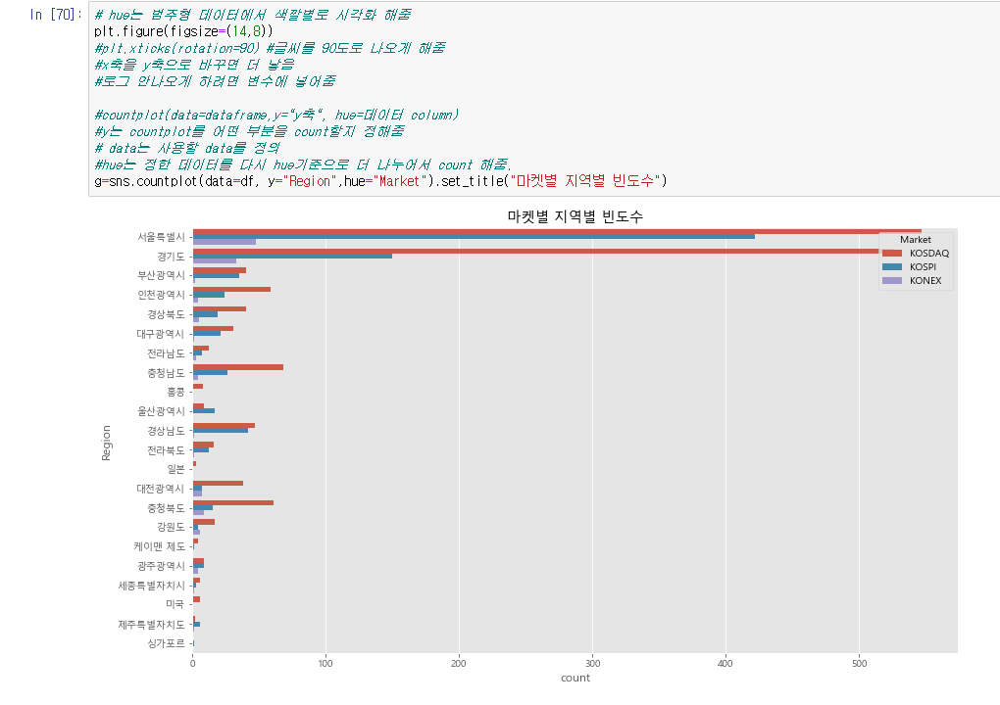 In [70]:
# hue는 범주형 데이터에서 색깔별로 시각화 해줌
plt.figure(figsize=(14,8))
#plt.xticks(rotation=90) #글씨를 90도로 나오게 해줌
#x축을 y축으로 바꾸면 더 낳음
#로그 안나오게 하려면 변수에 넣어줌
#countplot(data=dataframe,y="y축", hue=데이터 column)
#y는 countplot를 어떤 부분을 count할지 정해줌
# data는 사용할 data를 정의
#hue는 정한 데이터를 다시 hue기준으로 더 나누어서 count 해줌.
g=sns.countplot(data=df, y="Region",hue="Market").set_title("마켓별 지역별 빈도수")
마켓별 지역별 빈도수
Market
KOSDAQ
KOSPI
KONEX
Region
서울특별시
경기도
부산광역시
인천광역시
경상북도
대구광역시
전라남도
충청남도
홍콩
울산광역시
경상남도
전라북도
일본
대전광역시
충청북도
강원도
케이맨 제도
광주광역시
세종특별자치시
미국
제주특별자치도
싱가포르
0 100 200 300 400 500
count